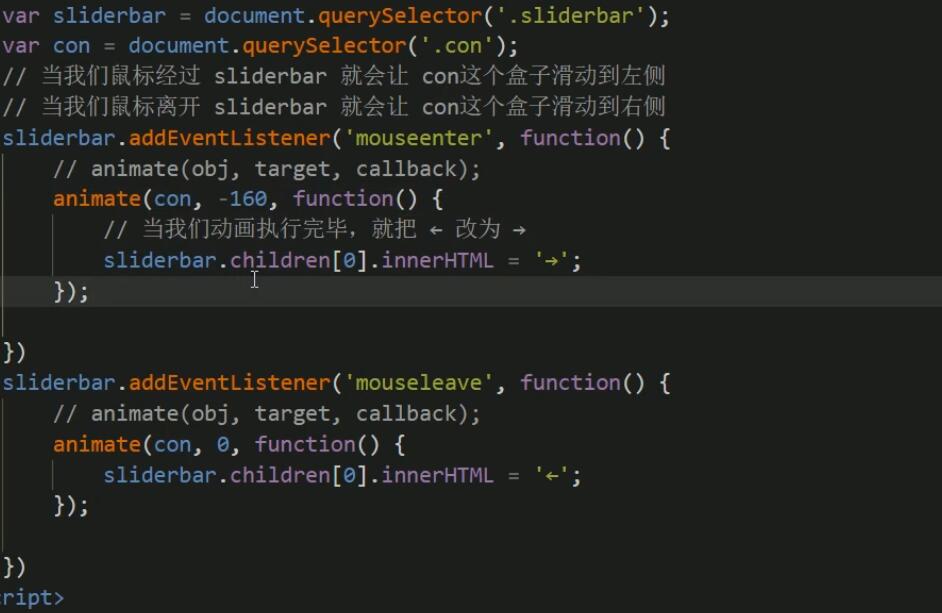 var sliderbar = document.querySelector('.sliderbar');
var con = document.querySelector('.con');
// 当我们鼠标经过 sliderbar 就会让 con这个盒子滑动到左侧
// 当我们鼠标离开 sliderbar 就会让 con这个盒子滑动到右侧
sliderbar.addEventListener('mouseenter', function() {
    // animate(obj, target, callback);
    animate(con, -160, function() {
        // 当我们动画执行完毕，就把 ← 改为 →
        sliderbar.children[0].innerHTML = '→';
    });
})
sliderbar.addEventListener('mouseleave', function() {
    // animate(obj, target, callback);
    animate(con, 0, function() {
        sliderbar.children[0].innerHTML = '←';
    });
})
ript>